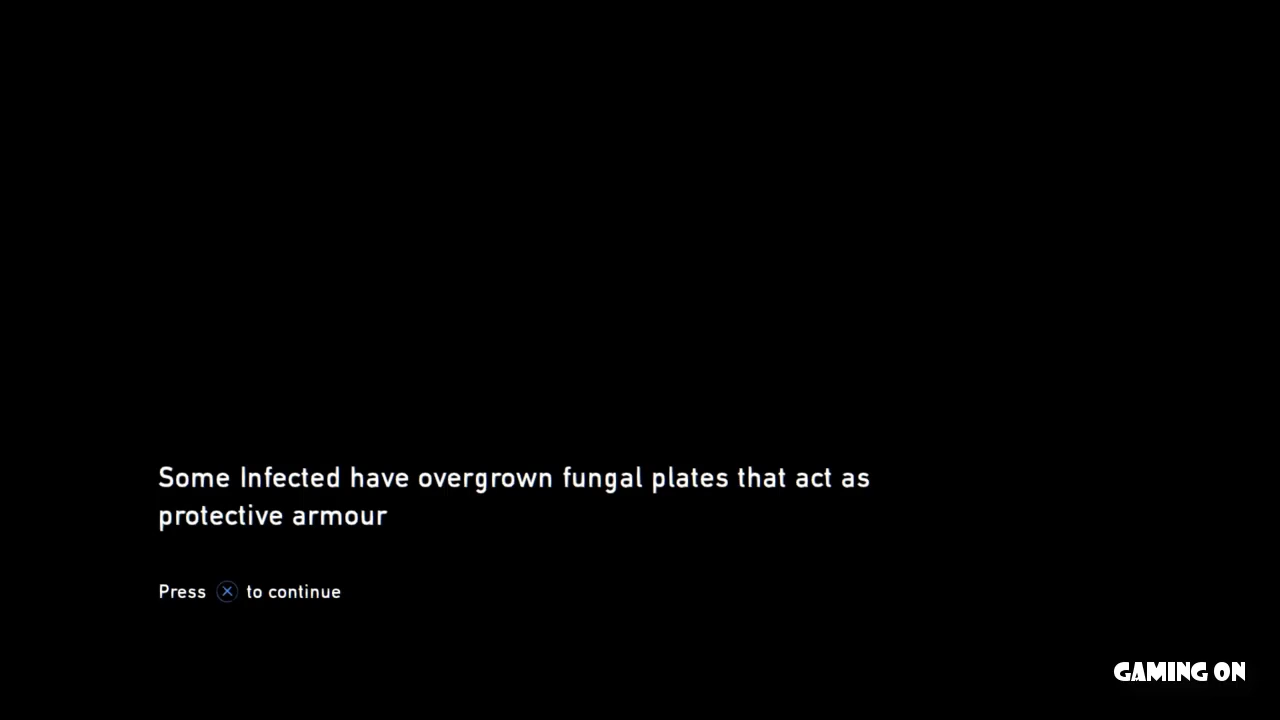 Some Infected have overgrown fungal plates that act as
protective armour
Press ⓧ to continue
GAMING ON